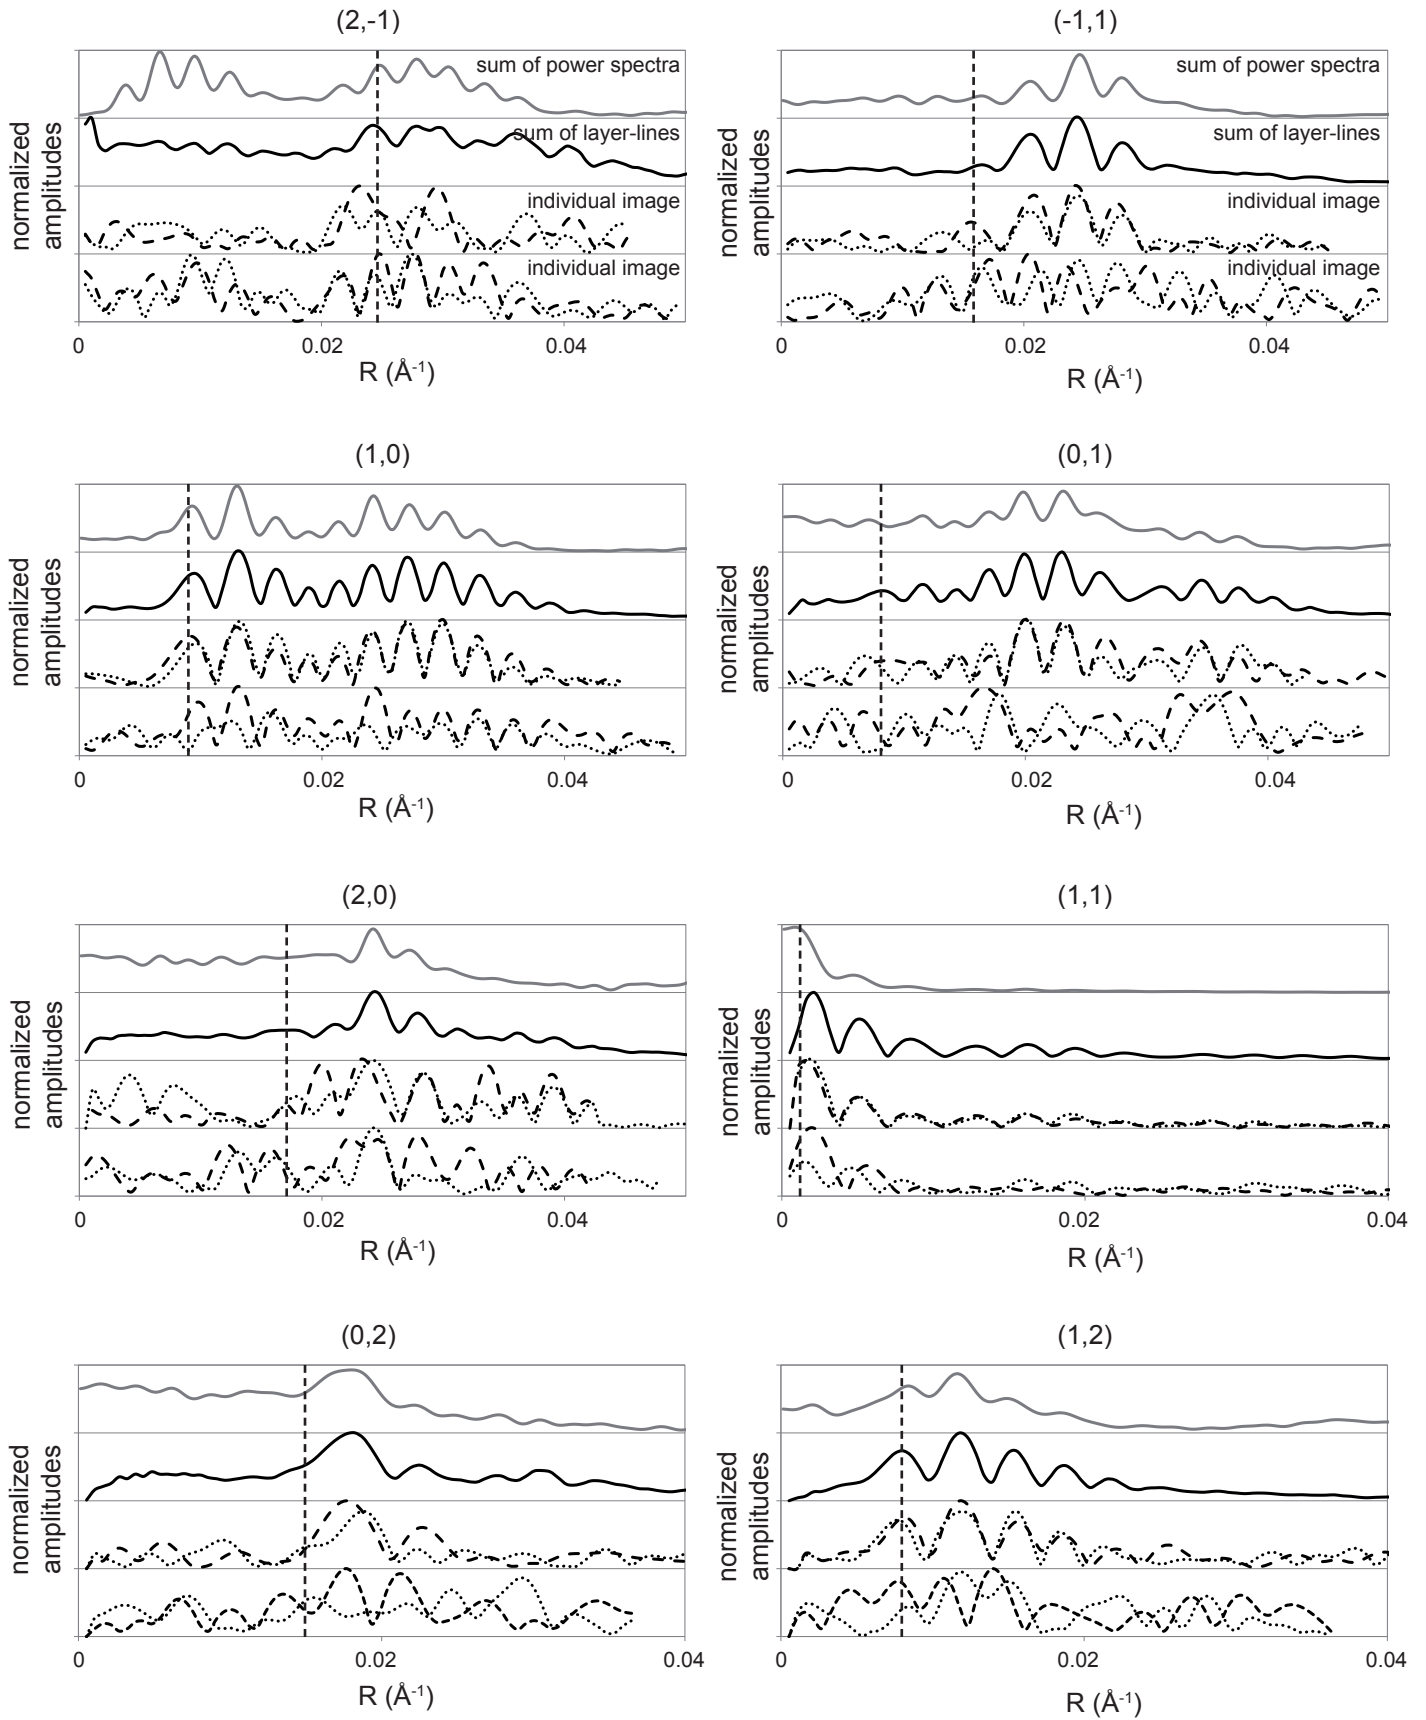 (2,-1)
normalized
amplitudes
sum of power spectra
sum of layer-lines
individual image
individual image
0 0.02 0.04
R (Å-1)
(-1,1)
normalized
amplitudes
sum of power spectra
sum of layer-lines
individual image
individual image
0 0.02 0.04
R (Å-1)
(1,0)
normalized
amplitudes
0 0.02 0.04
R (Å-1)
(0,1)
normalized
amplitudes
0 0.02 0.04
R (Å-1)
(2,0)
normalized
amplitudes
0 0.02 0.04
R (Å-1)
(1,1)
normalized
amplitudes
0 0.02 0.04
R (Å-1)
(0,2)
normalized
amplitudes
0 0.02 0.04
R (Å-1)
(1,2)
normalized
amplitudes
0 0.02 0.04
R (Å-1)